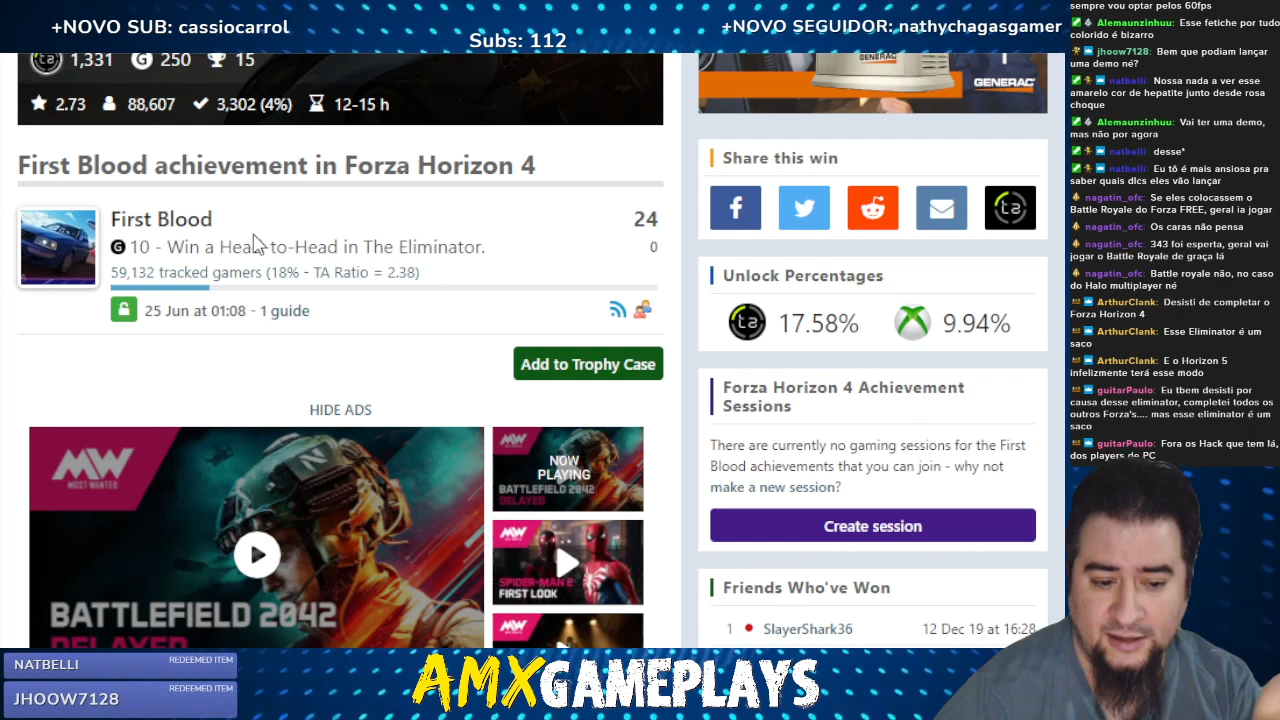 +NOVO SUB: cassiocarrol
Subs: 112
+NOVO SEGUIDOR: nathychagasgamer
1,331 G 250 15
2.73 88,607 3,302 (4%) 12-15 h
First Blood achievement in Forza Horizon 4
First Blood 24
G 10 - Win a Head-to-Head in The Eliminator. 0
59,132 tracked gamers (18% - TA Ratio = 2.38)
25 Jun at 01:08 - 1 guide
Add to Trophy Case
HIDE ADS
MW
MOST WANTED
BATTLEFIELD 2042
DELAYED
MW
NOW
PLAYING
BATTLEFIELD 2042
DELAYED
MW
SPIDER-MAN 2
FIRST LOOK
MW
GENERAC
Share this win
Unlock Percentages
ta 17.58% 9.94%
Forza Horizon 4 Achievement
Sessions
There are currently no gaming sessions for the First
Blood achievements that you can join - why not
make a new session?
Create session
Friends Who've Won
1 SlayerShark36 12 Dec 19 at 16:28
sempre vou optar pelos 60fps
Alemaunzinhuu: Esse fetiche por tudo
colorido é bizarro
jhoow7128: Bem que podiam lançar
uma demo né?
natbelli: Nossa nada a ver esse
amarelo cor de hepatite junto desde rosa
choque
Alemaunzinhuu: Vai ter uma demo,
mas não por agora
natbelli: desse*
natbelli: Eu tô é mais ansiosa pra
saber quais dlcs eles vão lançar
nagatin_ofc: Se eles colocassem o
Battle Royale do Forza FREE, geral ia jogar
nagatin_ofc: Os caras não pensa
nagatin_ofc: 343 foi esperta, geral vai
jogar o Battle Royale de graça lá
nagatin_ofc: Battle royale não, no caso
do Halo multiplayer né
ArthurClank: Desisti de completar o
Forza Horizon 4
ArthurClank: Esse Eliminator é um
saco
ArthurClank: E o Horizon 5
infelizmente terá esse modo
guitarPaulo: Eu tbem desisti por
causa desse eliminator, completei todos os
outros Forza's.... mas esse eliminator é um
saco
guitarPaulo: Fora os Hack que tem lá,
dos players de PC
NATBELLI REDEEMED ITEM
JHOOW7128 REDEEMED ITEM
AMXGAMEPLAYS